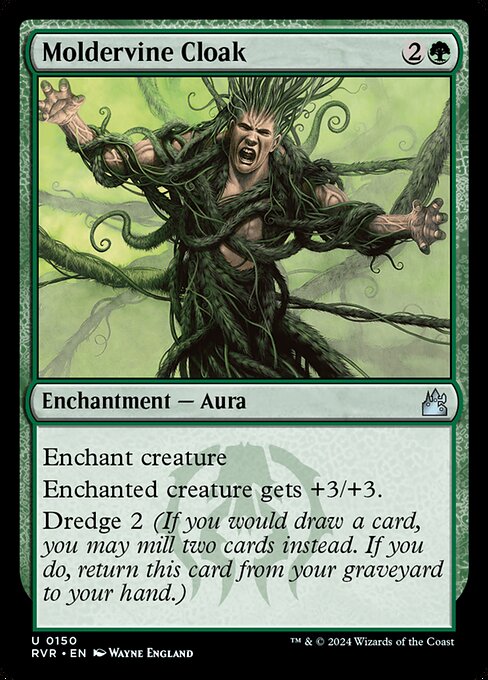 Moldervine Cloak 2
Enchantment — Aura
Enchant creature
Enchanted creature gets +3/+3.
Dredge 2 (If you would draw a card,
you may mill two cards instead. If you
do, return this card from your graveyard
to your hand.)
U 0150
RVR • EN Wayne England
™ & © 2024 Wizards of the Coast